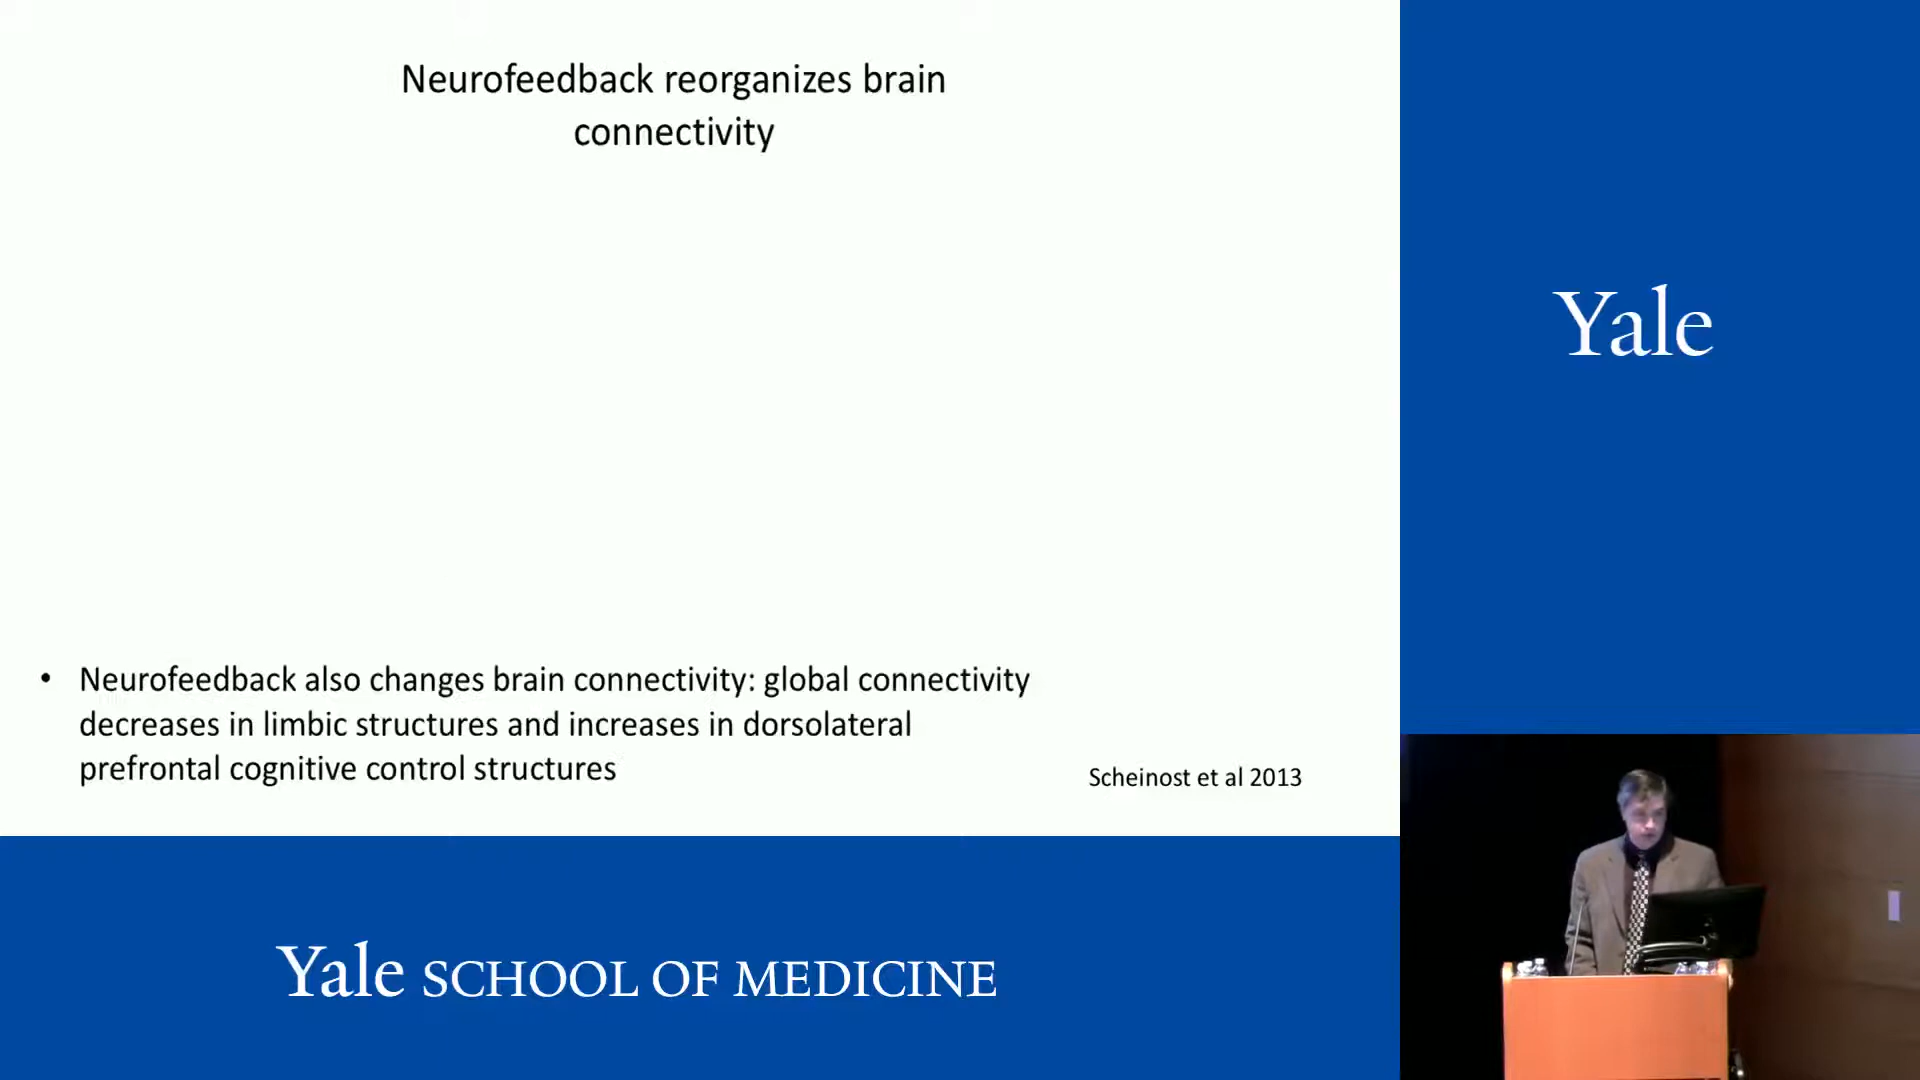 Neurofeedback reorganizes brain
connectivity
• Neurofeedback also changes brain connectivity: global connectivity
decreases in limbic structures and increases in dorsolateral
prefrontal cognitive control structures
Scheinost et al 2013
Yale
Yale SCHOOL OF MEDICINE